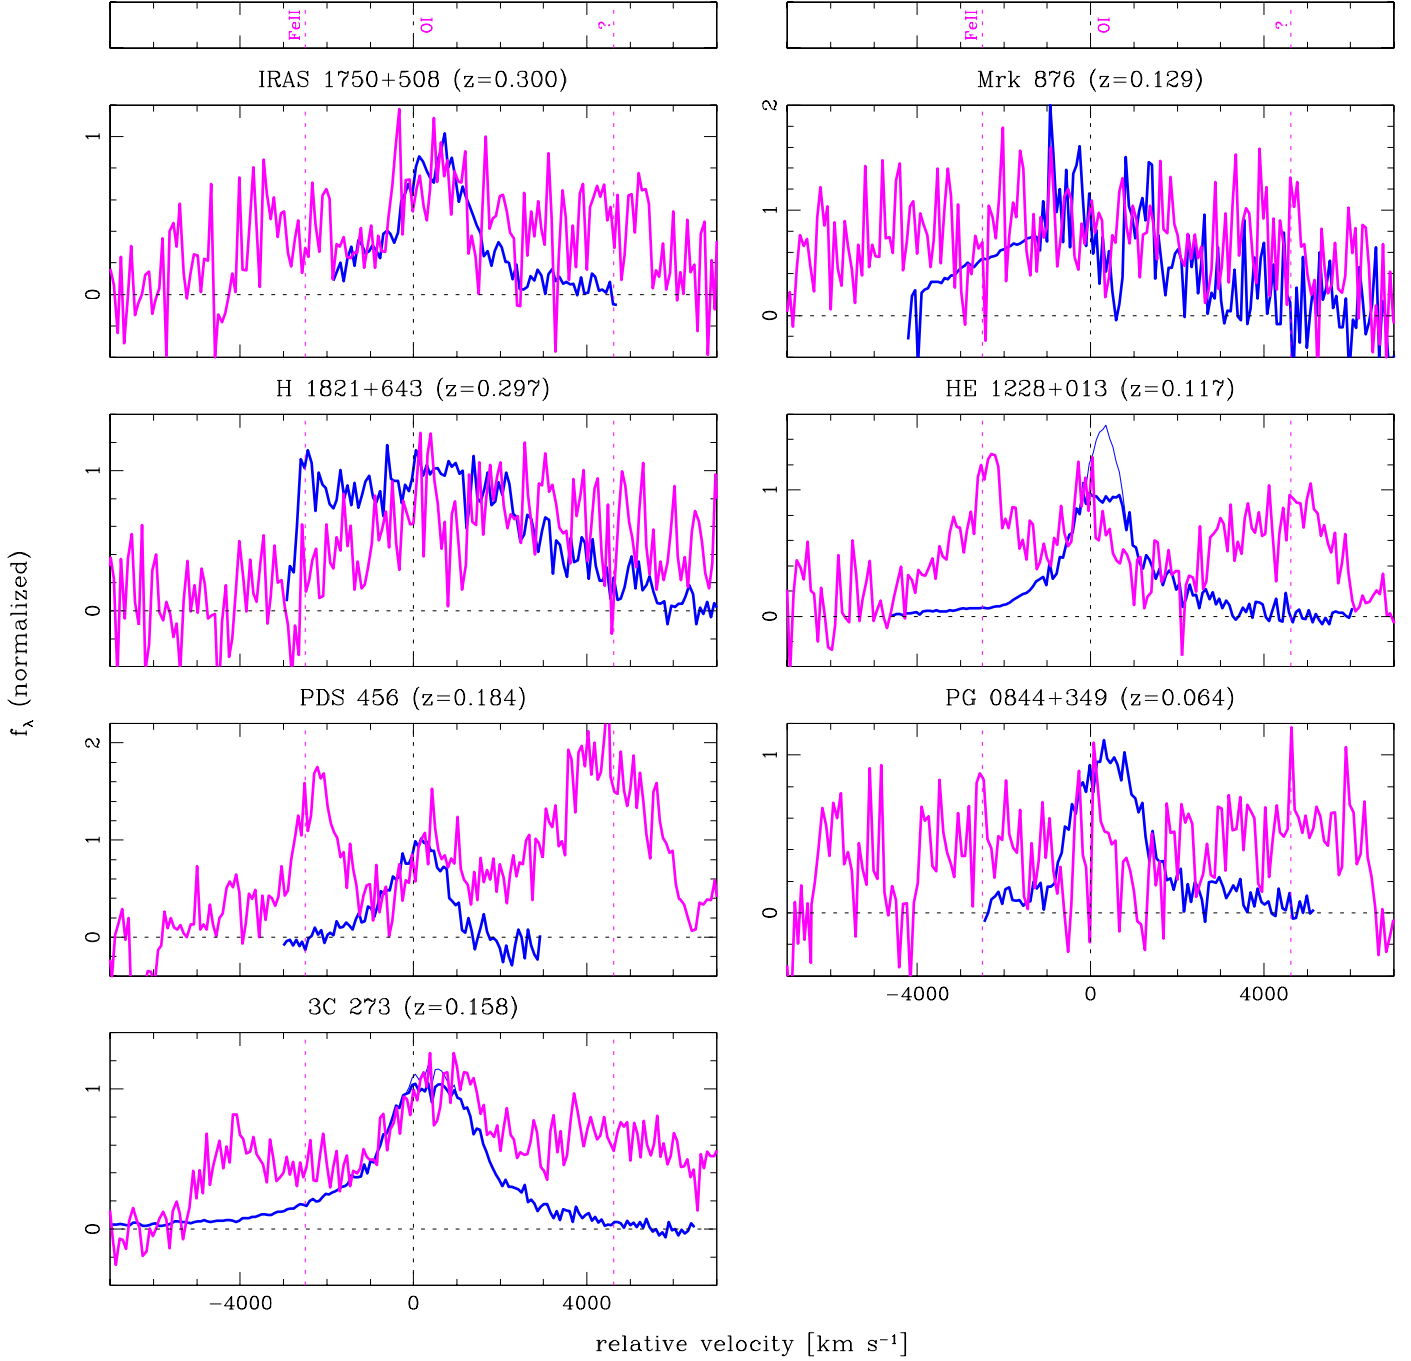 FeII OI ? FeII OI ?
IRAS 1750+508 (z=0.300) Mrk 876 (z=0.129)
1
0
2
1
0
H 1821+643 (z=0.297) HE 1228+013 (z=0.117)
1
0
1
0
PDS 456 (z=0.184) PG 0844+349 (z=0.064)
2
1
0
1
0
−4000 0 4000
3C 273 (z=0.158)
1
0
−4000 0 4000
fλ (normalized)
relative velocity [km s⁻¹]